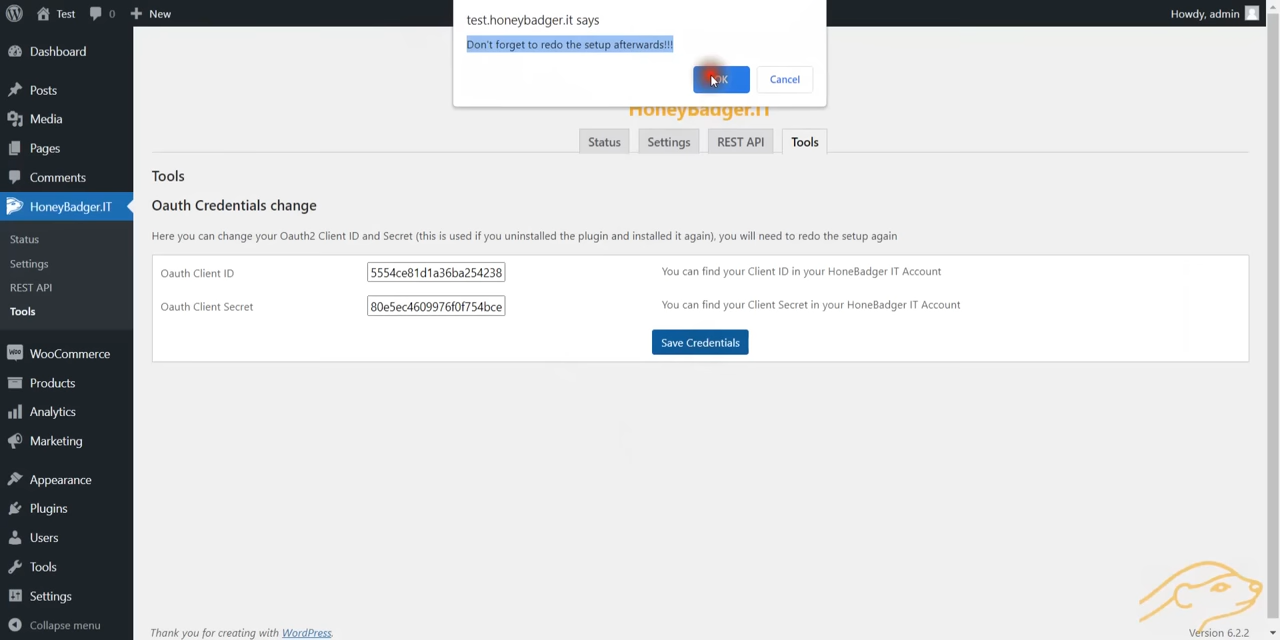 Test
0
New
Howdy, admin
test.honeybadger.it says
Don't forget to redo the setup afterwards!!!
OK
Cancel
HoneyBadger.IT
Status
Settings
REST API
Tools
Dashboard
Posts
Media
Pages
Comments
HoneyBadger.IT
Status
Settings
REST API
Tools
WooCommerce
Products
Analytics
Marketing
Appearance
Plugins
Users
Tools
Settings
Collapse menu
Tools
Oauth Credentials change
Here you can change your Oauth2 Client ID and Secret (this is used if you uninstalled the plugin and installed it again), you will need to redo the setup again
Oauth Client ID
5554ce81d1a36ba254238
You can find your Client ID in your HoneBadger IT Account
Oauth Client Secret
80e5ec4609976f0f754bce
You can find your Client Secret in your HoneBadger IT Account
Save Credentials
Thank you for creating with WordPress.
Version 6.2.2